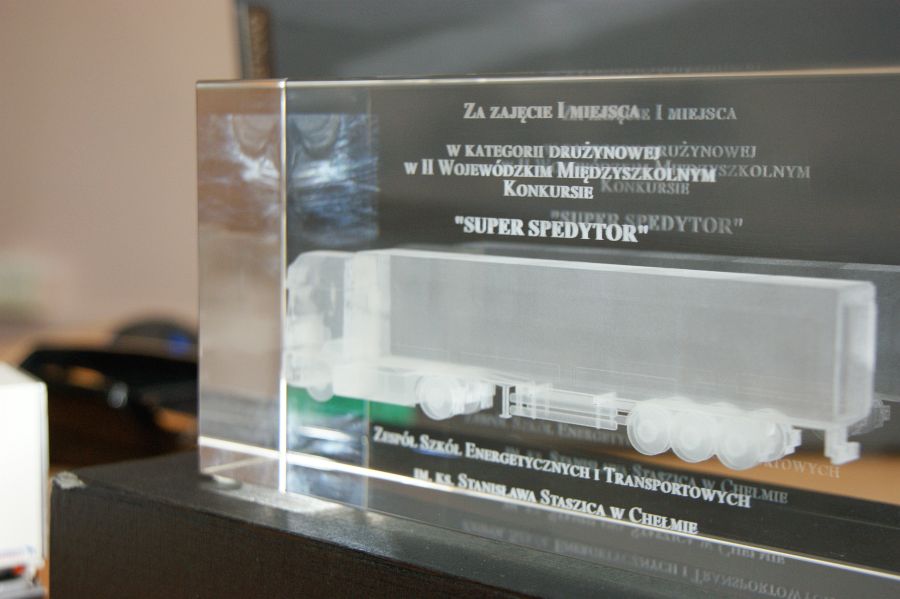 ZA ZAJĘCIE I MIEJSCA
W KATEGORII DRUŻYNOWEJ
W II WOJEWÓDZKIM MIĘDZYSZKOLNYM
KONKURSIE
"SUPER SPEDYTOR"
ZESPÓŁ SZKÓŁ ENERGETYCZNYCH I TRANSPORTOWYCH
IM. KS. STANISŁAWA STASZICA W CHEŁMIE